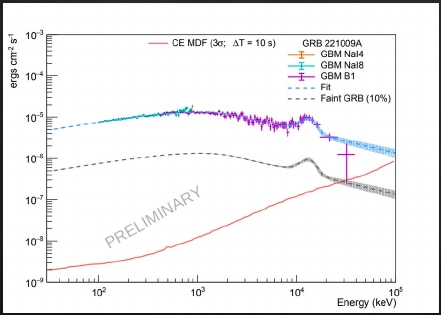 CE MDF (3σ; ΔT = 10 s)
GRB 221009A
GBM NaI4
GBM NaI8
GBM B1
Fit
Faint GRB (10%)
ergs cm⁻² s⁻¹
10⁻³
10⁻⁴
10⁻⁵
10⁻⁶
10⁻⁷
10⁻⁸
10⁻⁹
PRELIMINARY
10²
10³
10⁴
10⁵
Energy (keV)